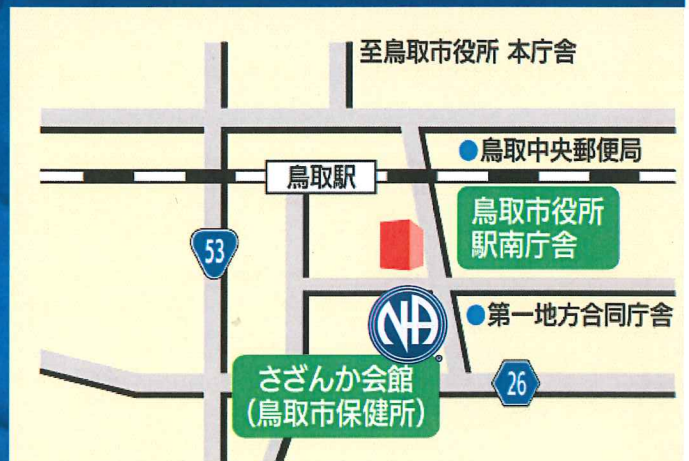 至鳥取市役所 本庁舎
鳥取中央郵便局
鳥取駅
鳥取市役所
駅南庁舎
53
NA
第一地方合同庁舎
さざんか会館
(鳥取市保健所)
26